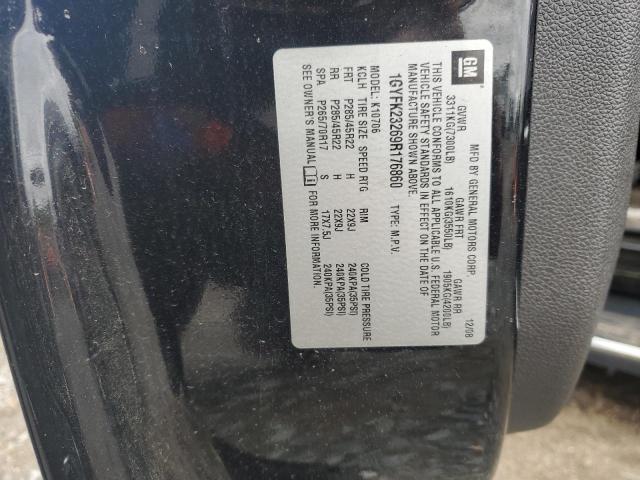 GM
MFD BY GENERAL MOTORS CORP. 12/08
GVWR GAWR FRT GAWR RR
3311KG(7300LB) 1610KG(3550LB) 1905KG(4200LB)
THIS VEHICLE CONFORMS TO ALL APPLICABLE U.S. FEDERAL MOTOR
VEHICLE SAFETY STANDARDS IN EFFECT ON THE DATE OF
MANUFACTURE SHOWN ABOVE.
1GYFK23269R176860 TYPE: M.P.V.
MODEL: K10706
KCLH TIRE SIZE SPEED RTG RIM COLD TIRE PRESSURE
FRT P285/45R22 H 22X9J 240KPA(35PSI)
RR P285/45R22 H 22X9J 240KPA(35PSI)
SPA P265/70R17 S 17X7.5J 240KPA(35PSI)
SEE OWNER'S MANUAL FOR MORE INFORMATION.